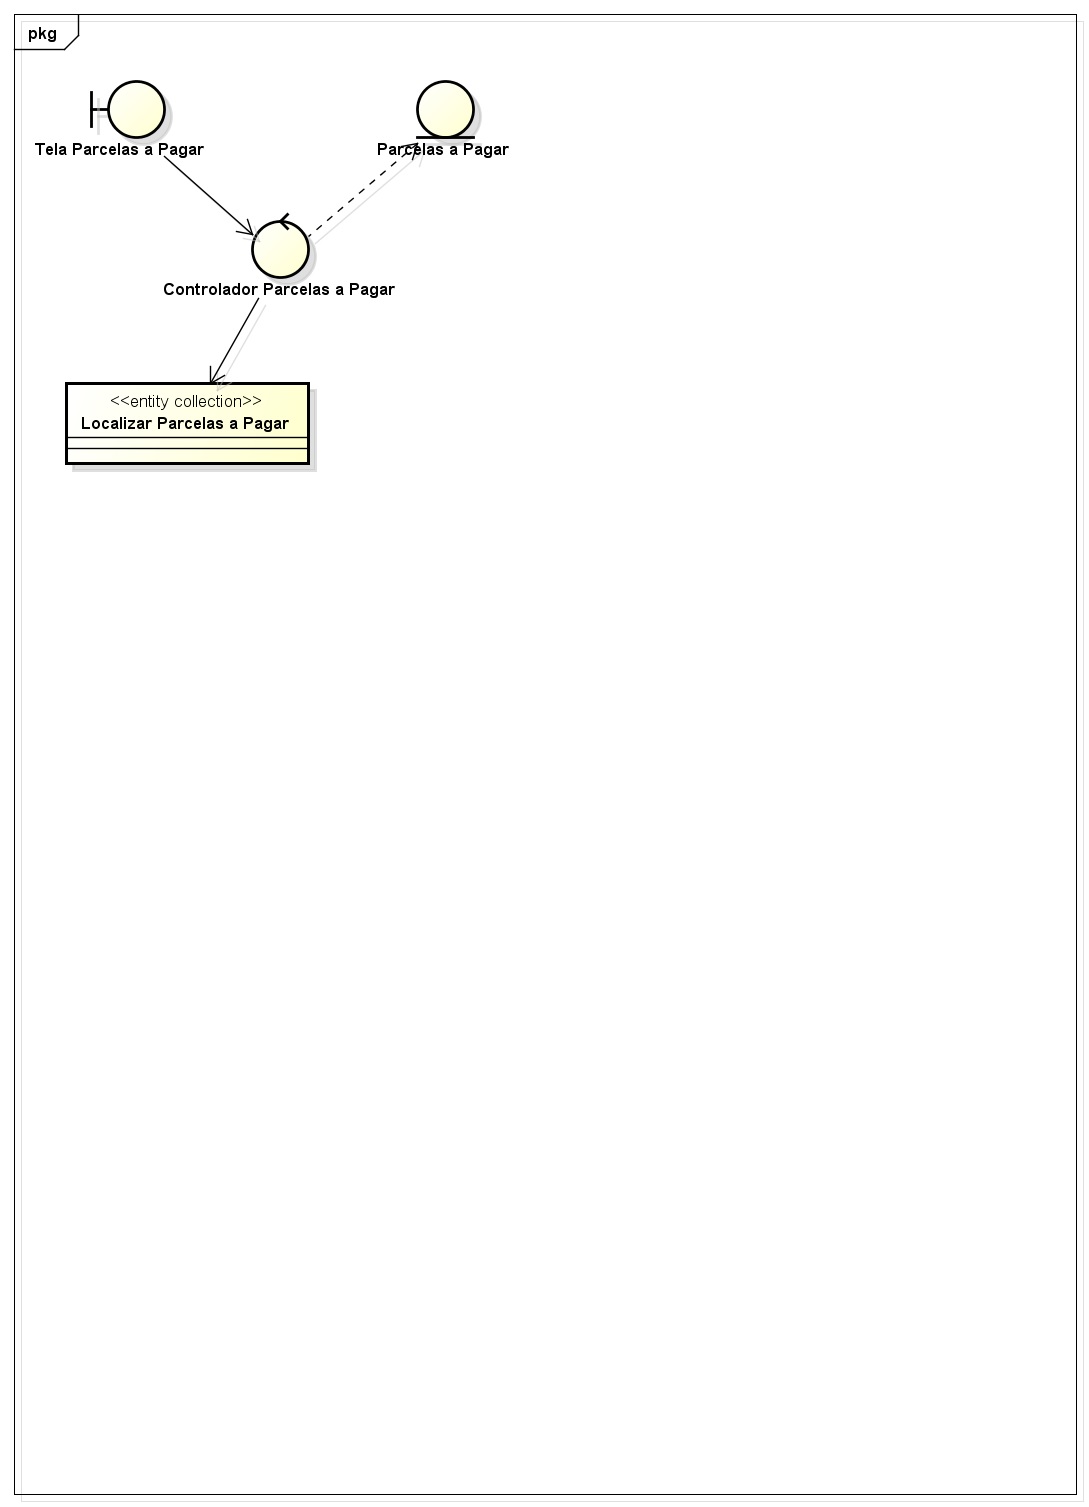 pkg
Tela Parcelas a Pagar
Parcelas a Pagar
Controlador Parcelas a Pagar
<<entity collection>>
Localizar Parcelas a Pagar